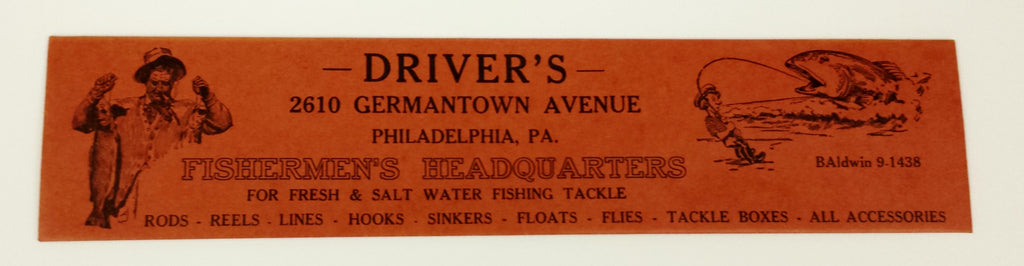 — DRIVER'S —
2610 GERMANTOWN AVENUE
PHILADELPHIA, PA.
FISHERMEN'S HEADQUARTERS
BAldwin 9-1438
FOR FRESH & SALT WATER FISHING TACKLE
RODS - REELS - LINES - HOOKS - SINKERS - FLOATS - FLIES - TACKLE BOXES - ALL ACCESSORIES